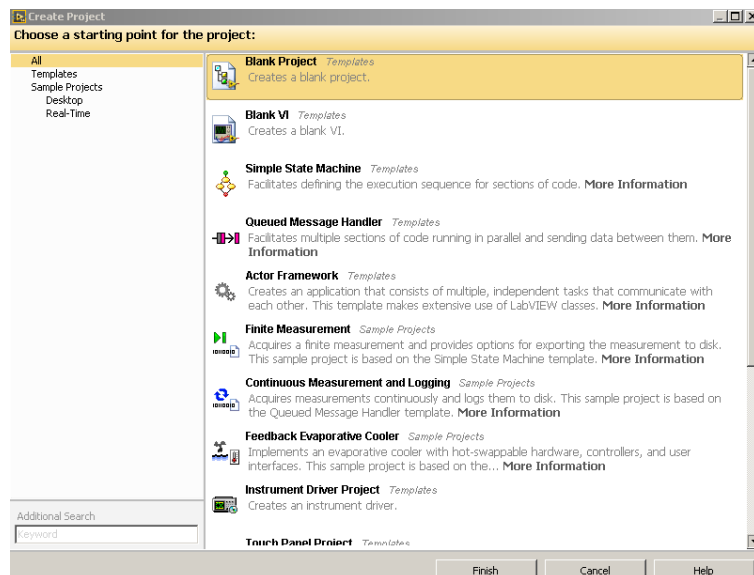 Create Project
Choose a starting point for the project:
All
Templates
Sample Projects
Desktop
Real-Time
Blank Project Templates
Creates a blank project.
Blank VI Templates
Creates a blank VI.
Simple State Machine Templates
Facilitates defining the execution sequence for sections of code. More Information
Queued Message Handler Templates
Facilitates multiple sections of code running in parallel and sending data between them. More
Information
Actor Framework Templates
Creates an application that consists of multiple, independent tasks that communicate with
each other. This template makes extensive use of LabVIEW classes. More Information
Finite Measurement Sample Projects
Acquires a finite measurement and provides options for exporting the measurement to disk.
This sample project is based on the Simple State Machine template. More Information
Continuous Measurement and Logging Sample Projects
Acquires measurements continuously and logs them to disk. This sample project is based on
the Queued Message Handler template. More Information
Feedback Evaporative Cooler Sample Projects
Implements an evaporative cooler with hot-swappable hardware, controllers, and user
interfaces. This sample project is based on the... More Information
Instrument Driver Project Templates
Creates an instrument driver.
Touch Panel Project Templates
Additional Search
Keyword
Finish
Cancel
Help